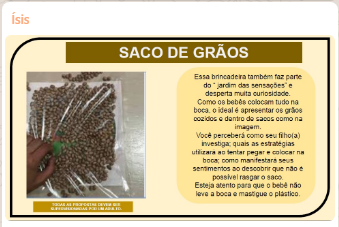 Ísis
SACO DE GRÃOS
Essa brincadeira também faz parte
do " jardim das sensações" e
desperta muita curiosidade.
Como os bebês colocam tudo na
boca, o ideal é apresentar os grãos
cozidos e dentro de sacos como na
imagem.
Você perceberá como seu filho(a)
investiga; quais as estratégias
utilizara ao tentar pegar e colocar na
boca; como manifestará seus
sentimentos ao descobrir que não é
possível rasgar o saco.
Esteja atento para que o bebê não
leve a boca e mastigue o plástico.
TODAS AS PROPOSTAS DEVEM SER
SUPERVISIONADAS POR UM ADULTO.